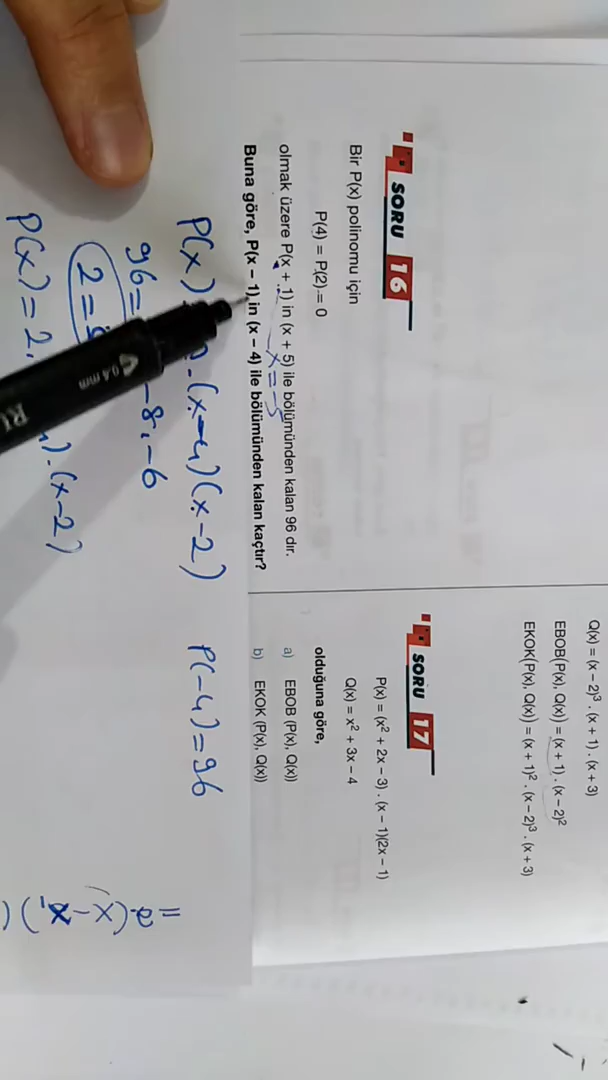 SORU 16
Bir P(x) polinomu için
P(4) = P(2) = 0
olmak üzere P(x + 1) in (x + 5) ile bölümünden kalan 96 dır.
x = -5
Buna göre, P(x – 1) in (x – 4) ile bölümünden kalan kaçtır?
P(x) . (x-4)(x-2) P(-4)=96
96= -8.-6
2=
P(x)=2. ).(x-2)
Q(x) = (x – 2)³ . (x + 1) . (x + 3)
EBOB(P(x), Q(x)) = (x + 1) . (x – 2)²
EKOK(P(x), Q(x)) = (x + 1)² . (x – 2)³ . (x + 3)
SORU 17
P(x) = (x² + 2x – 3) . (x – 1)(2x – 1)
Q(x) = x² + 3x – 4
olduğuna göre,
a) EBOB (P(x), Q(x))
b) EKOK (P(x), Q(x))
0.4 mm